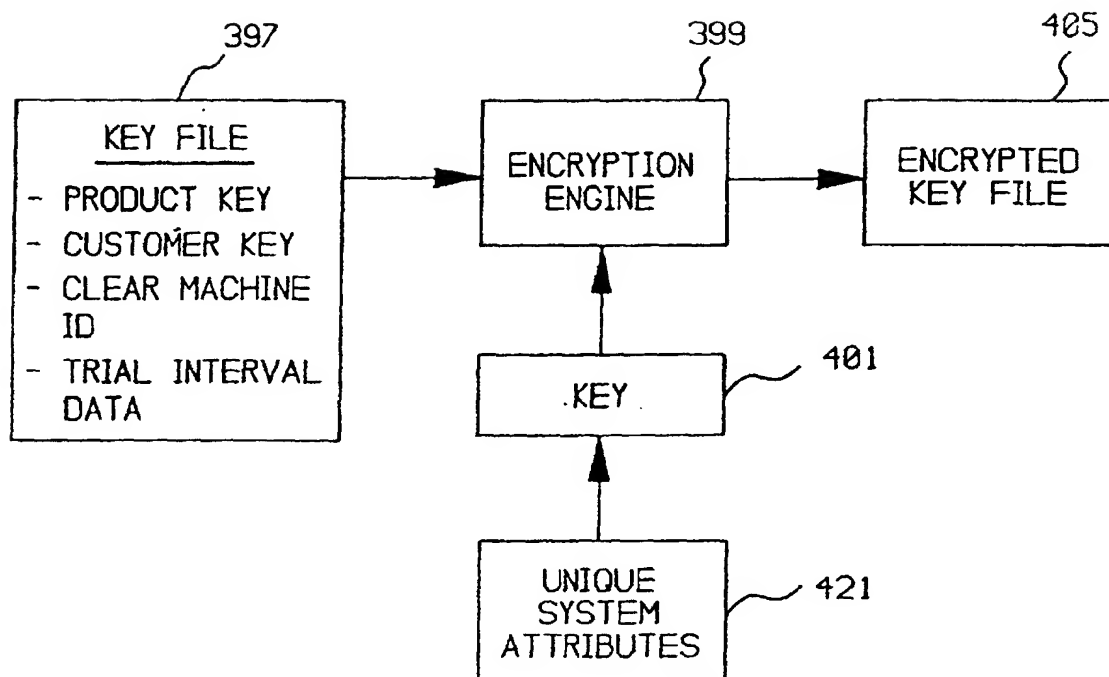 397
399
405
KEY FILE
- PRODUCT KEY
- CUSTOMER KEY
- CLEAR MACHINE
ID
- TRIAL INTERVAL
DATA
ENCRYPTION
ENGINE
ENCRYPTED
KEY FILE
KEY
401
UNIQUE
SYSTEM
ATTRIBUTES
421